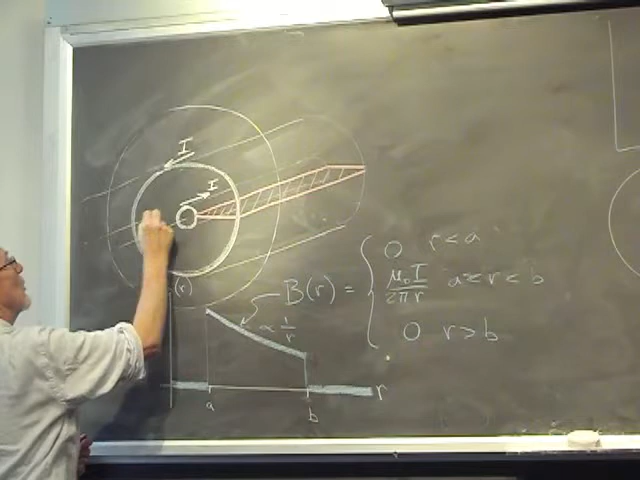 I
I
(r)
B(r) = { 0 r < a
μ₀I / 2πr a < r < b
0 r > b
∝ 1/r
r
a b